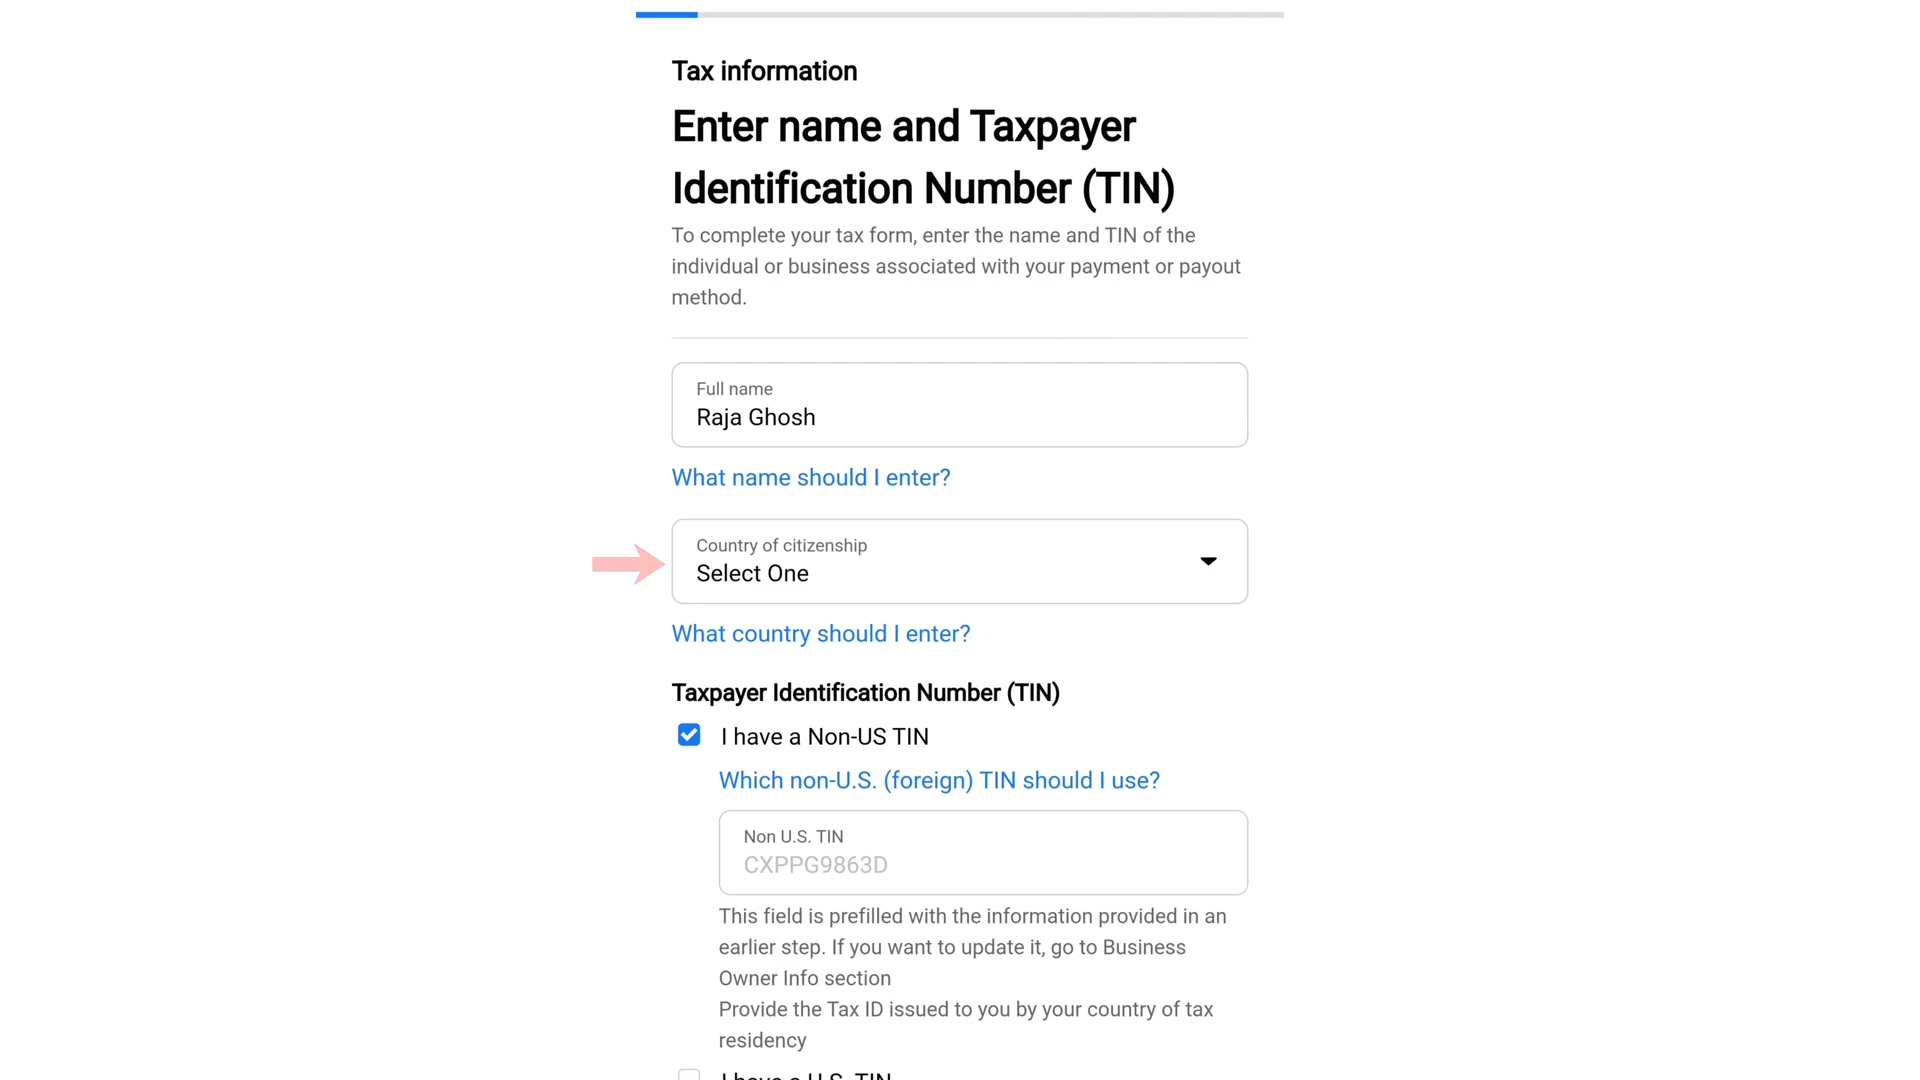 Tax information
Enter name and Taxpayer
Identification Number (TIN)
To complete your tax form, enter the name and TIN of the
individual or business associated with your payment or payout
method.
Full name
Raja Ghosh
What name should I enter?
Country of citizenship
Select One
What country should I enter?
Taxpayer Identification Number (TIN)
I have a Non-US TIN
Which non-U.S. (foreign) TIN should I use?
Non U.S. TIN
CXPPG9863D
This field is prefilled with the information provided in an
earlier step. If you want to update it, go to Business
Owner Info section
Provide the Tax ID issued to you by your country of tax
residency
I have a U.S. TIN